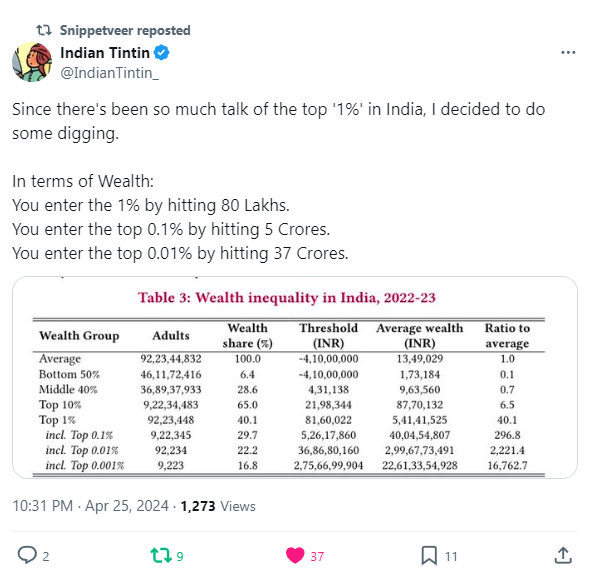 Snippetveer reposted
Indian Tintin
@IndianTintin_
Since there's been so much talk of the top '1%' in India, I decided to do
some digging.
In terms of Wealth:
You enter the 1% by hitting 80 Lakhs.
You enter the top 0.1% by hitting 5 Crores.
You enter the top 0.01% by hitting 37 Crores.
Table 3: Wealth inequality in India, 2022-23
Wealth Group Adults Wealth share (%) Threshold (INR) Average wealth (INR) Ratio to average
Average 92,23,44,832 100.0 -4,10,00,000 13,49,029 1.0
Bottom 50% 46,11,72,416 6.4 -4,10,00,000 1,73,184 0.1
Middle 40% 36,89,37,933 28.6 4,31,138 9,63,560 0.7
Top 10% 9,22,34,483 65.0 21,98,344 87,70,132 6.5
Top 1% 92,23,448 40.1 81,60,022 5,41,41,525 40.1
incl. Top 0.1% 9,22,345 29.7 5,26,17,860 40,04,54,807 296.8
incl. Top 0.01% 92,234 22.2 36,86,80,160 2,99,67,73,491 2,221.4
incl. Top 0.001% 9,223 16.8 2,75,66,99,904 22,61,33,54,928 16,762.7
10:31 PM · Apr 25, 2024 · 1,273 Views
2 9 37 11